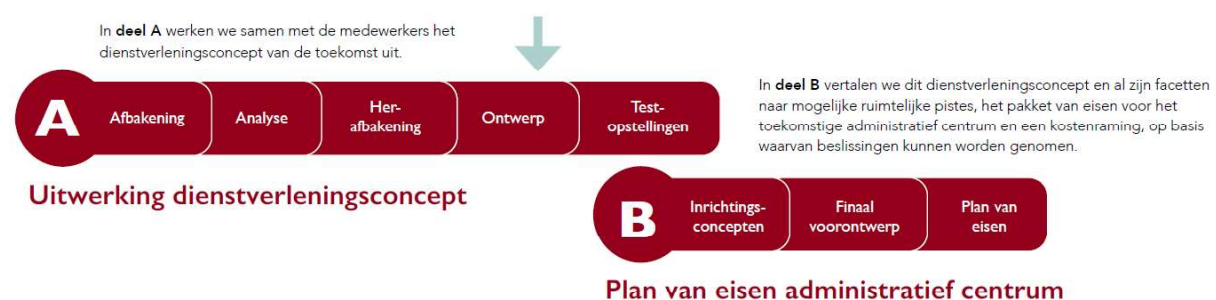 In deel A werken we samen met de medewerkers het
dienstverleningsconcept van de toekomst uit.
A
Afbakening
Analyse
Her-
afbakening
Ontwerp
Test-
opstellingen
Uitwerking dienstverleningsconcept
In deel B vertalen we dit dienstverleningsconcept en al zijn facetten
naar mogelijke ruimtelijke pistes, het pakket van eisen voor het
toekomstige administratief centrum en een kostenraming, op basis
waarvan beslissingen kunnen worden genomen.
B
Inrichtings-
concepten
Finaal
voorontwerp
Plan van
eisen
Plan van eisen administratief centrum